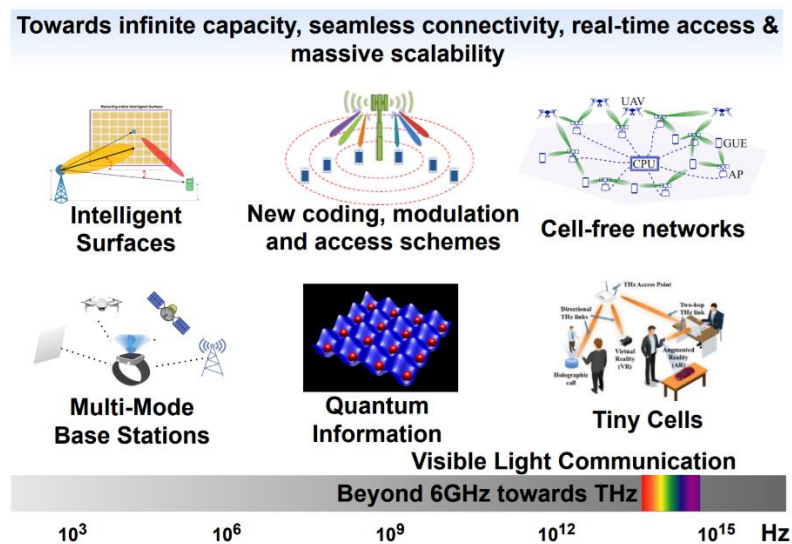 Towards infinite capacity, seamless connectivity, real-time access &
massive scalability
Reconfigurable Intelligent Surface
Intelligent
Surfaces
New coding, modulation
and access schemes
UAV
GUE
CPU
AP
Cell-free networks
Multi-Mode
Base Stations
Quantum
Information
THz Access Point
Directional
THz links
Two-hop
THz link
Virtual
Reality
(VR)
Augmented
Reality
(AR)
Holographic
call
Tiny Cells
Visible Light Communication
Beyond 6GHz towards THz
10³ 10⁶ 10⁹ 10¹² 10¹⁵ Hz